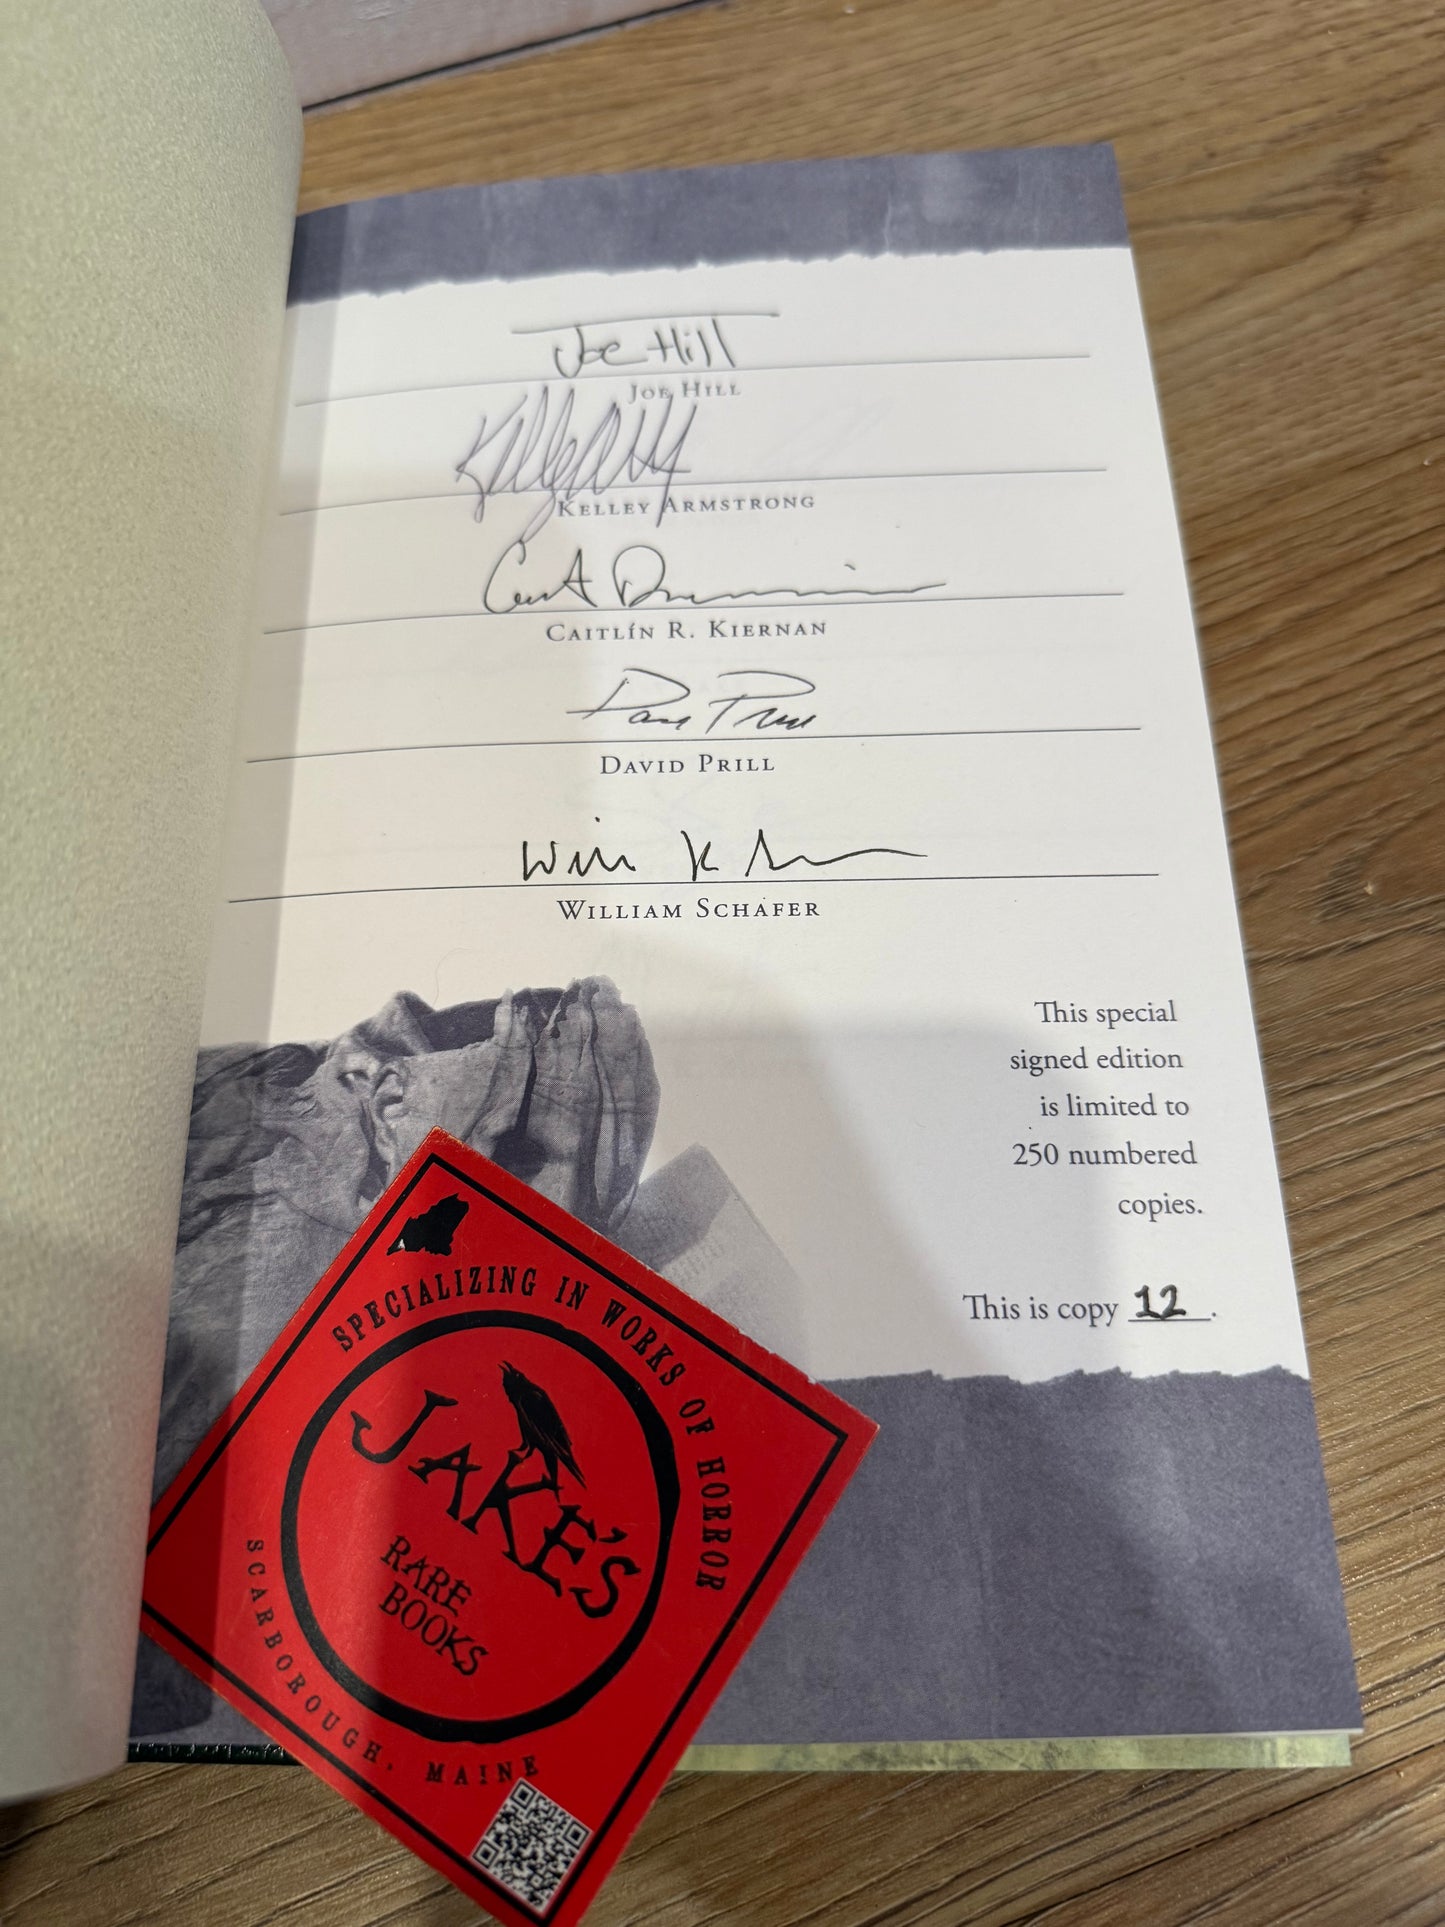 Joe Hill
JOE HILL
KELLEY ARMSTRONG
CAITLÍN R. KIERNAN
DAVID PRILL
WILLIAM SCHAFER
This special
signed edition
is limited to
250 numbered
copies.
This is copy 12.
SPECIALIZING IN WORKS OF HORROR
JAKE'S
RARE
BOOKS
SCARBOROUGH, MAINE